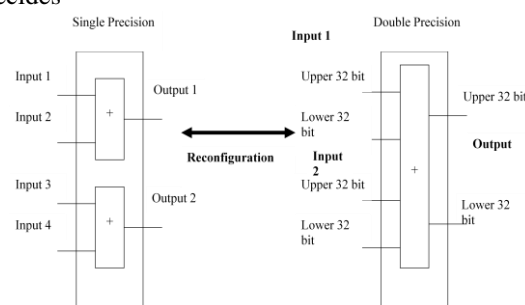 Single Precision
Input 1
Input 2
+
Output 1
Input 3
Input 4
+
Output 2
Reconfiguration
Double Precision
Input 1
Upper 32 bit
Lower 32
bit
Input
2
Upper 32 bit
Lower 32
bit
+
Upper 32 bit
Output
Lower 32
bit